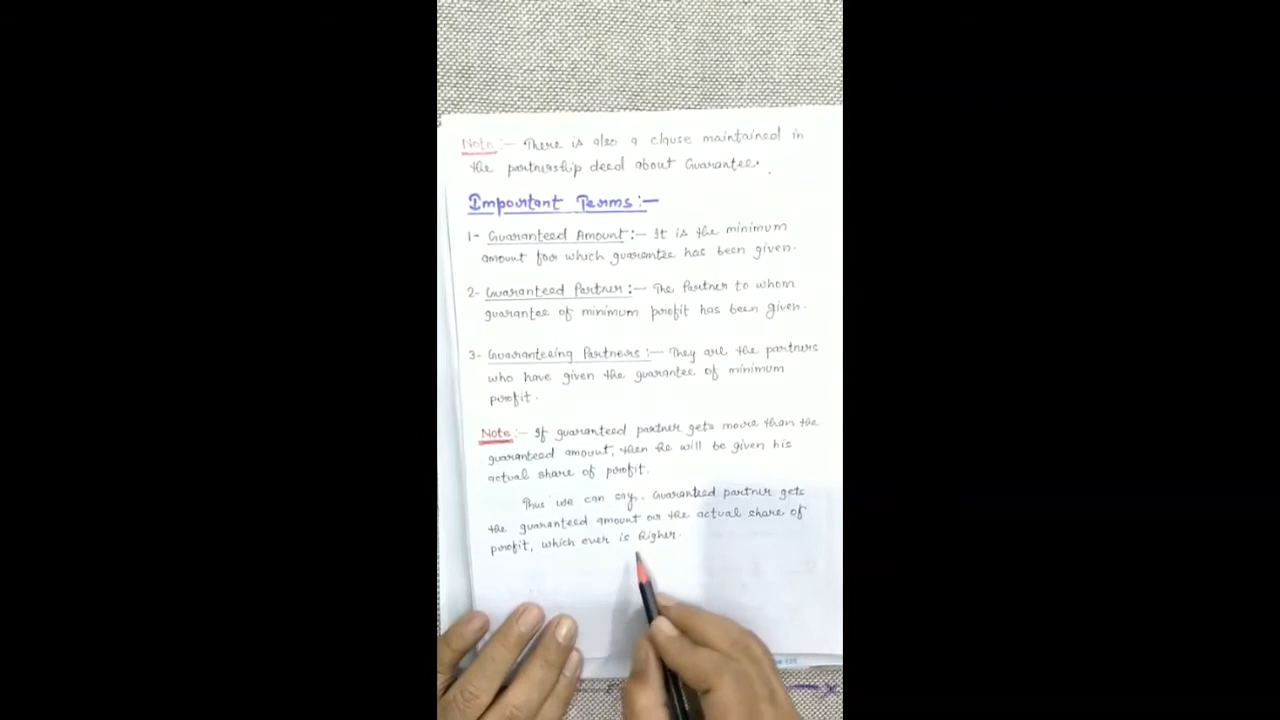 Note :- There is also a clause maintained in
the partnership deed about Guarantee.
Important Terms :-
1- Guaranteed Amount :- It is the minimum
amount for which guarantee has been given.
2- Guaranteed Partner :- The Partner to whom
guarantee of minimum profit has been given.
3- Guaranteeing Partners :- They are the partners
who have given the guarantee of minimum
profit.
Note :- If guaranteed partner gets more than the
guaranteed amount, then he will be given his
actual share of profit.
Thus we can say, Guaranteed partner gets
the guaranteed amount or the actual share of
profit, which ever is higher.